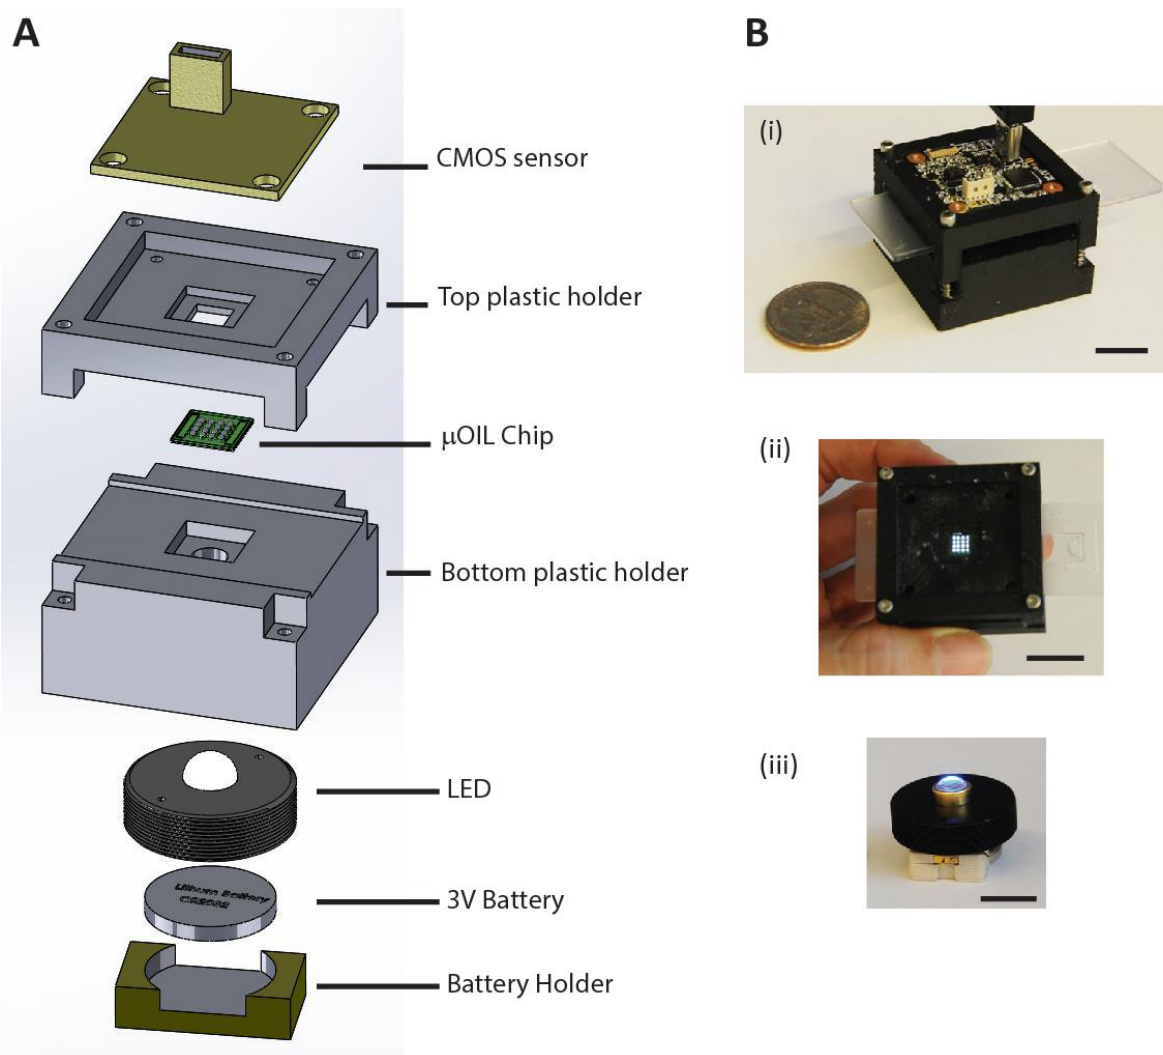 A
CMOS sensor
Top plastic holder
μOIL Chip
Bottom plastic holder
LED
Lithium Battery
3V Battery
Battery Holder
B
(i)
(ii)
(iii)